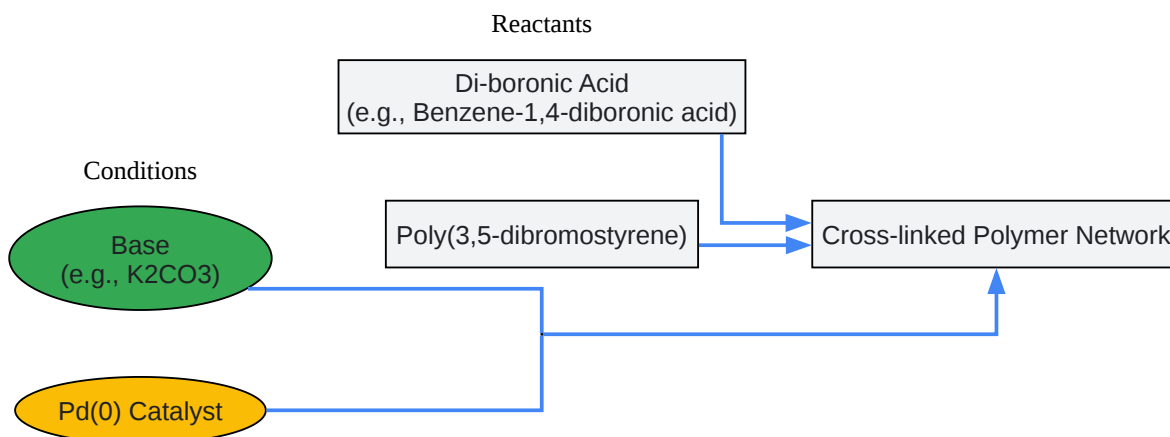 Reactants
Di-boronic Acid
(e.g., Benzene-1,4-diboronic acid)
Conditions
Base
(e.g., K2CO3)
Poly(3,5-dibromostyrene)
Cross-linked Polymer Network
Pd(0) Catalyst